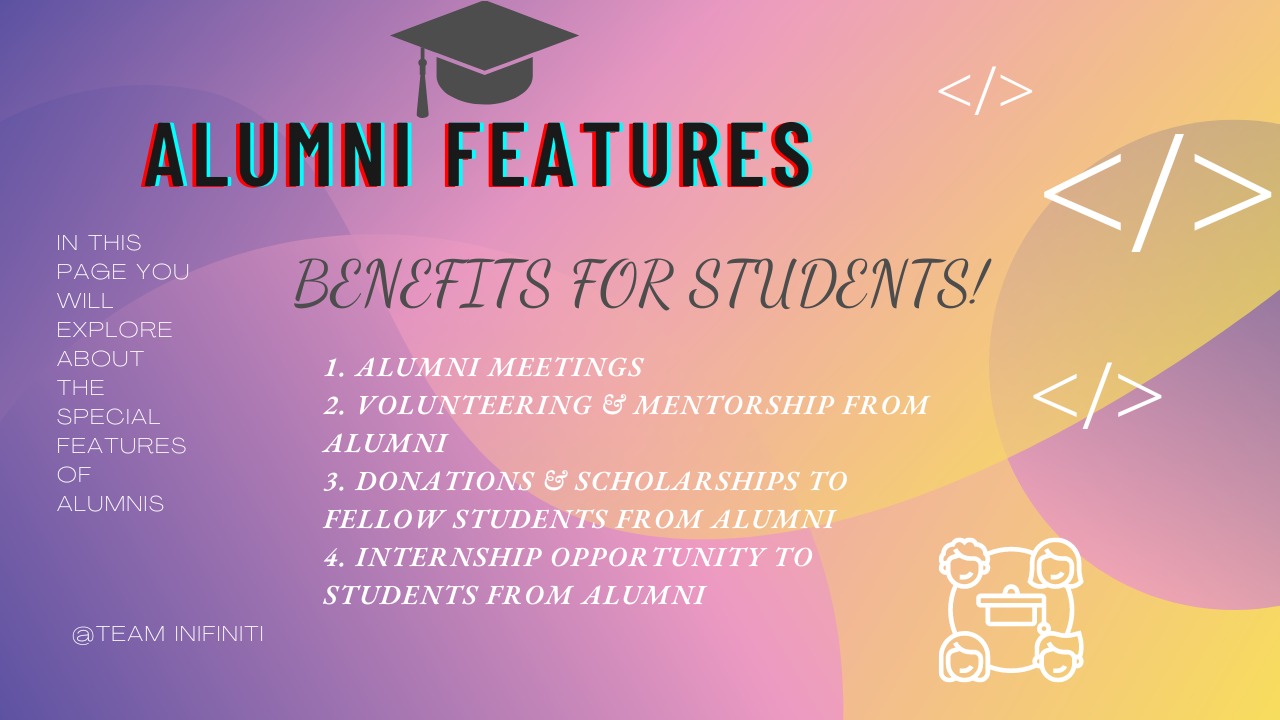 ALUMNI FEATURES
IN THIS
PAGE YOU
WILL
EXPLORE
ABOUT
THE
SPECIAL
FEATURES
OF
ALUMNIS
BENEFITS FOR STUDENTS!
1. ALUMNI MEETINGS
2. VOLUNTEERING & MENTORSHIP FROM
ALUMNI
3. DONATIONS & SCHOLARSHIPS TO
FELLOW STUDENTS FROM ALUMNI
4. INTERNSHIP OPPORTUNITY TO
STUDENTS FROM ALUMNI
@TEAM INIFINITI
</>
</>
</>